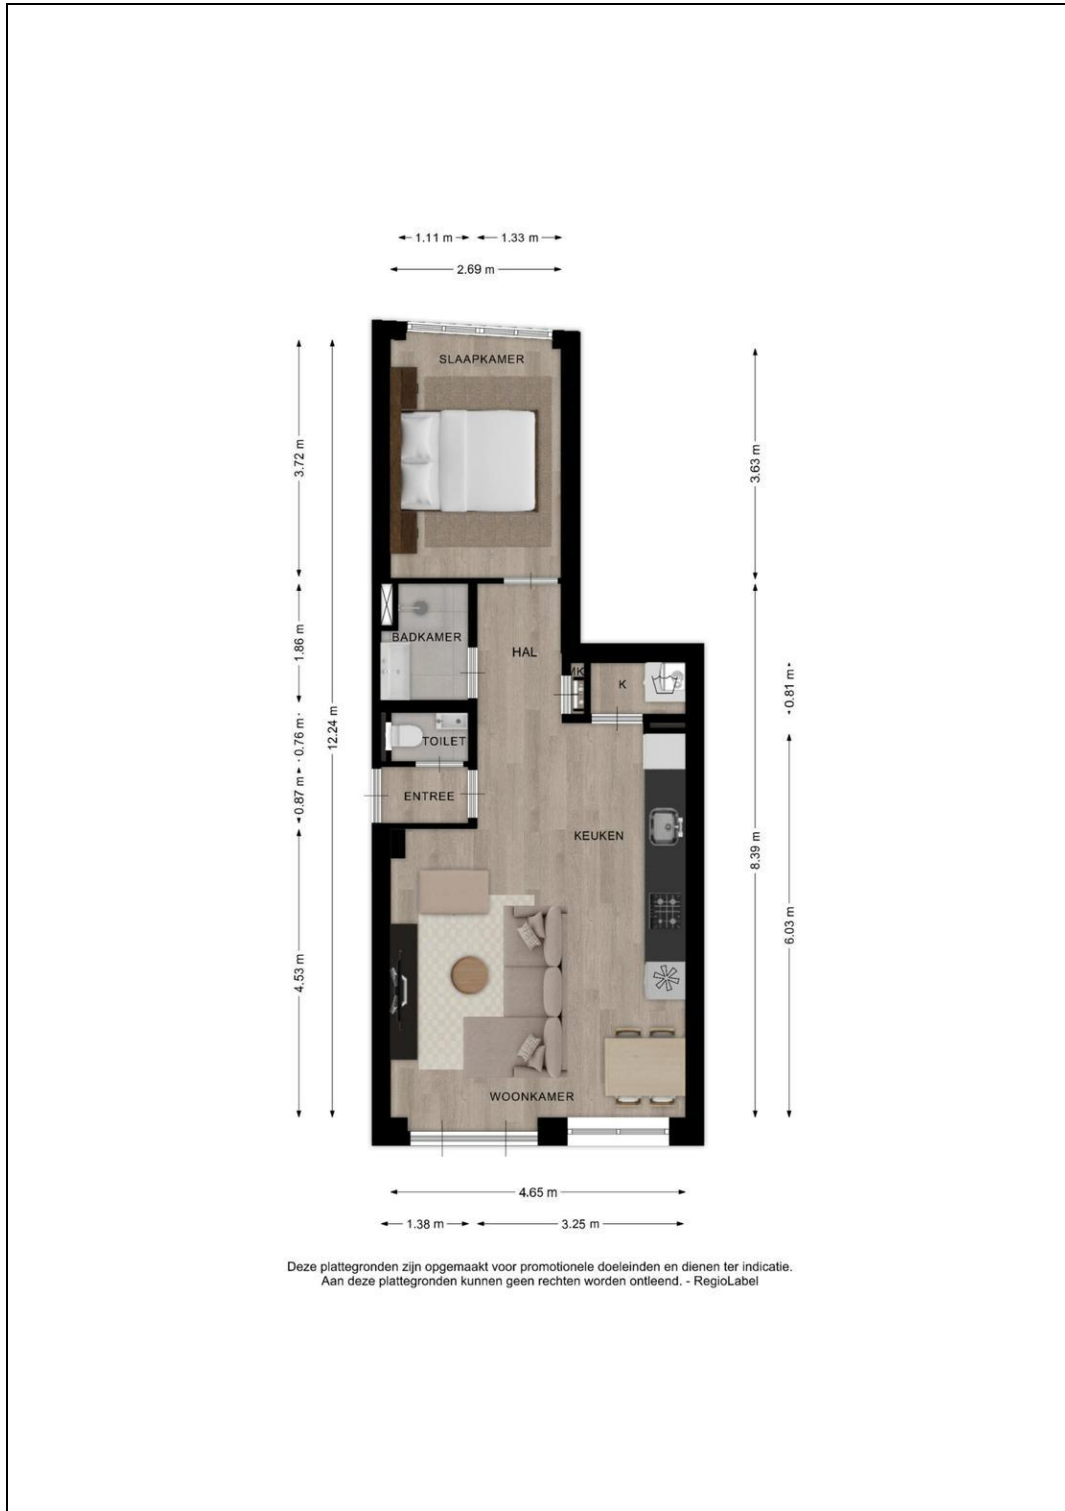 1.11 m
1.33 m
2.69 m
SLAAPKAMER
3.72 m
3.63 m
12.24 m
BADKAMER
1.86 m
HAL
MK
K
0.81 m
0.76 m
TOILET
0.87 m
ENTREE
KEUKEN
8.39 m
6.03 m
4.53 m
WOONKAMER
4.65 m
1.38 m
3.25 m
Deze plattegronden zijn opgemaakt voor promotionele doeleinden en dienen ter indicatie.
Aan deze plattegronden kunnen geen rechten worden ontleend. - RegioLabel